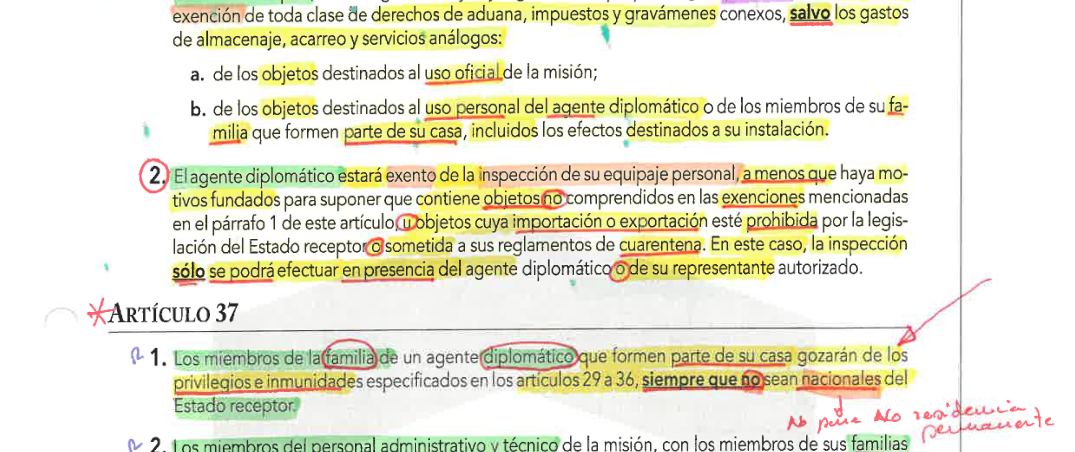 exención de toda clase de derechos de aduana, impuestos y gravámenes conexos, salvo los gastos
de almacenaje, acarreo y servicios análogos:
a. de los objetos destinados al uso oficial de la misión;
b. de los objetos destinados al uso personal del agente diplomático o de los miembros de su fa-
milia que formen parte de su casa, incluidos los efectos destinados a su instalación.
2. El agente diplomático estará exento de la inspección de su equipaje personal, a menos que haya mo-
tivos fundados para suponer que contiene objetos no comprendidos en las exenciones mencionadas
en el párrafo 1 de este artículo, u objetos cuya importación o exportación esté prohibida por la legis-
lación del Estado receptor o sometida a sus reglamentos de cuarentena. En este caso, la inspección
sólo se podrá efectuar en presencia del agente diplomático o de su representante autorizado.
ARTÍCULO 37
1. Los miembros de la familia de un agente diplomático que formen parte de su casa gozarán de los
privilegios e inmunidades especificados en los artículos 29 a 36, siempre que no sean nacionales del
Estado receptor.
No pone NO residencia
permanente
2. Los miembros del personal administrativo y técnico de la misión, con los miembros de sus familias